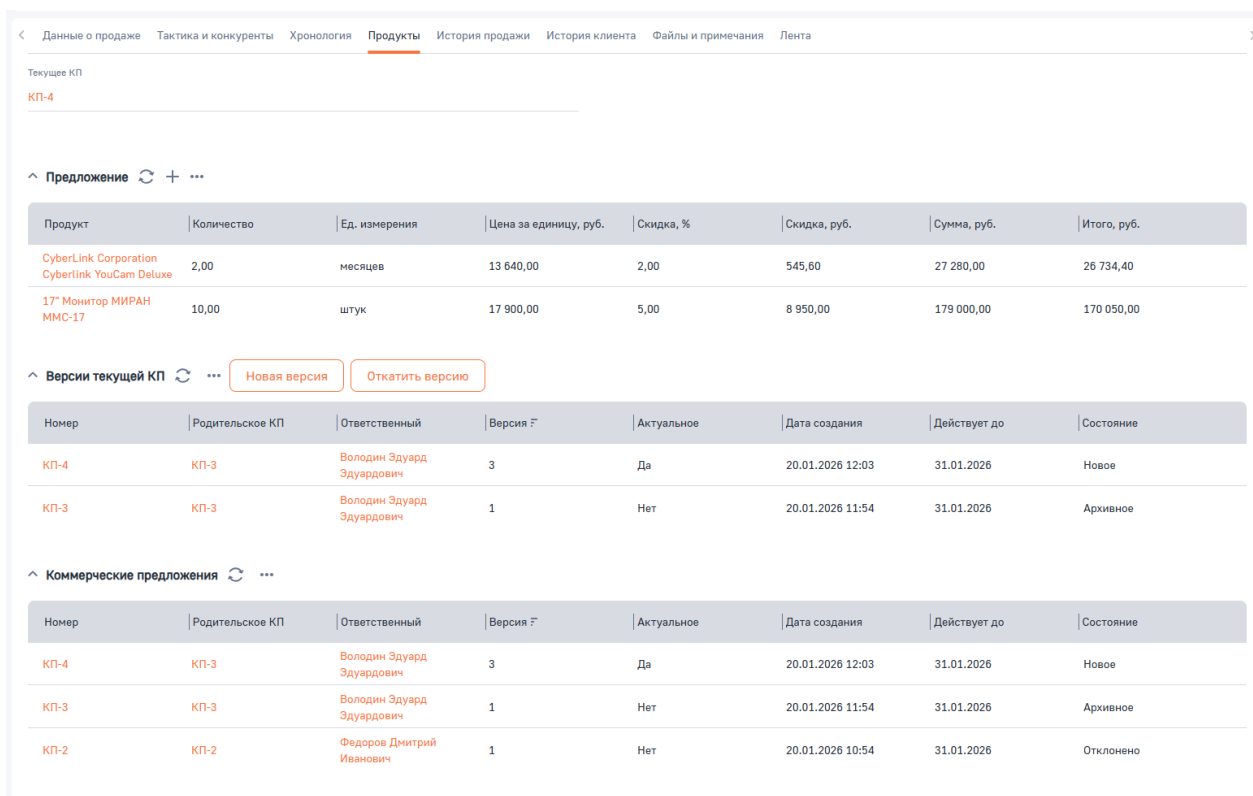 Данные о продаже Тактика и конкуренты Хронология Продукты История продажи История клиента Файлы и примечания Лента
Текущее КП
КП-4
Предложение
Продукт Количество Ед. измерения Цена за единицу, руб. Скидка, % Скидка, руб. Сумма, руб. Итого, руб.
CyberLink Corporation
Cyberlink YouCam Deluxe 2,00 месяцев 13 640,00 2,00 545,60 27 280,00 26 734,40
17" Монитор МИРАН
ММС-17 10,00 штук 17 900,00 5,00 8 950,00 179 000,00 170 050,00
Версии текущей КП Новая версия Откатить версию
Номер Родительское КП Ответственный Версия Актуальное Дата создания Действует до Состояние
КП-4 КП-3 Володин Эдуард
Эдуардович 3 Да 20.01.2026 12:03 31.01.2026 Новое
КП-3 КП-3 Володин Эдуард
Эдуардович 1 Нет 20.01.2026 11:54 31.01.2026 Архивное
Коммерческие предложения
Номер Родительское КП Ответственный Версия Актуальное Дата создания Действует до Состояние
КП-4 КП-3 Володин Эдуард
Эдуардович 3 Да 20.01.2026 12:03 31.01.2026 Новое
КП-3 КП-3 Володин Эдуард
Эдуардович 1 Нет 20.01.2026 11:54 31.01.2026 Архивное
КП-2 КП-2 Федоров Дмитрий
Иванович 1 Нет 20.01.2026 10:54 31.01.2026 Отклонено